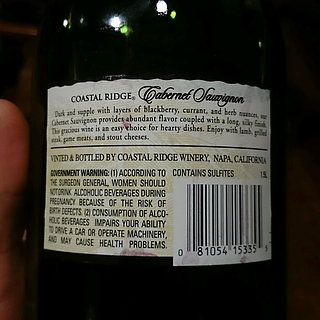 COASTAL RIDGE® Cabernet Sauvignon
Dark and supple with layers of blackberry, currant, and herb nuances, our
Cabernet Sauvignon provides abundant flavor coupled with a long, silky finish.
This gracious wine is an easy choice for hearty dishes. Enjoy with lamb, grilled
steak, game meats, and stout cheeses.
VINTED & BOTTLED BY COASTAL RIDGE WINERY, NAPA, CALIFORNIA
GOVERNMENT WARNING: (1) ACCORDING TO
THE SURGEON GENERAL, WOMEN SHOULD
NOT DRINK ALCOHOLIC BEVERAGES DURING
PREGNANCY BECAUSE OF THE RISK OF
BIRTH DEFECTS. (2) CONSUMPTION OF ALCO-
HOLIC BEVERAGES IMPAIRS YOUR ABILITY
TO DRIVE A CAR OR OPERATE MACHINERY,
AND MAY CAUSE HEALTH PROBLEMS.
CONTAINS SULFITES 1.5L
0 81054 15335 9